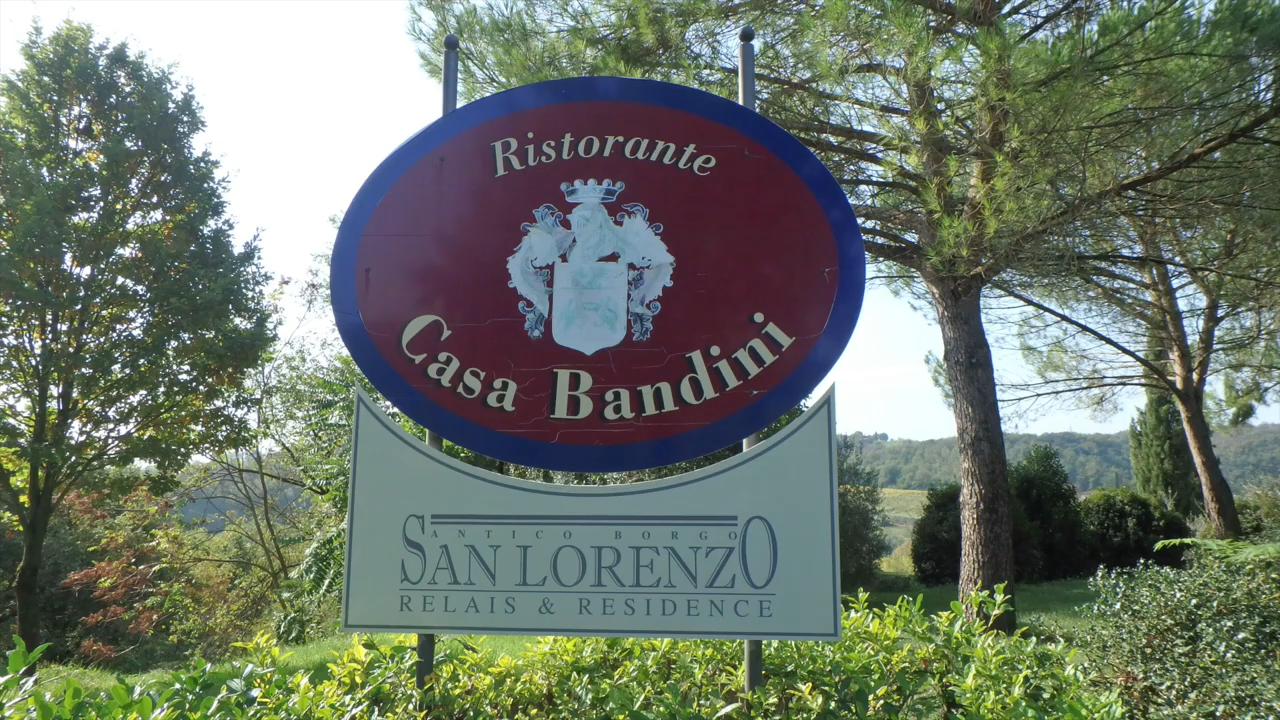 Ristorante
Casa Bandini
ANTICO BORGO
SAN LORENZO
RELAIS & RESIDENCE